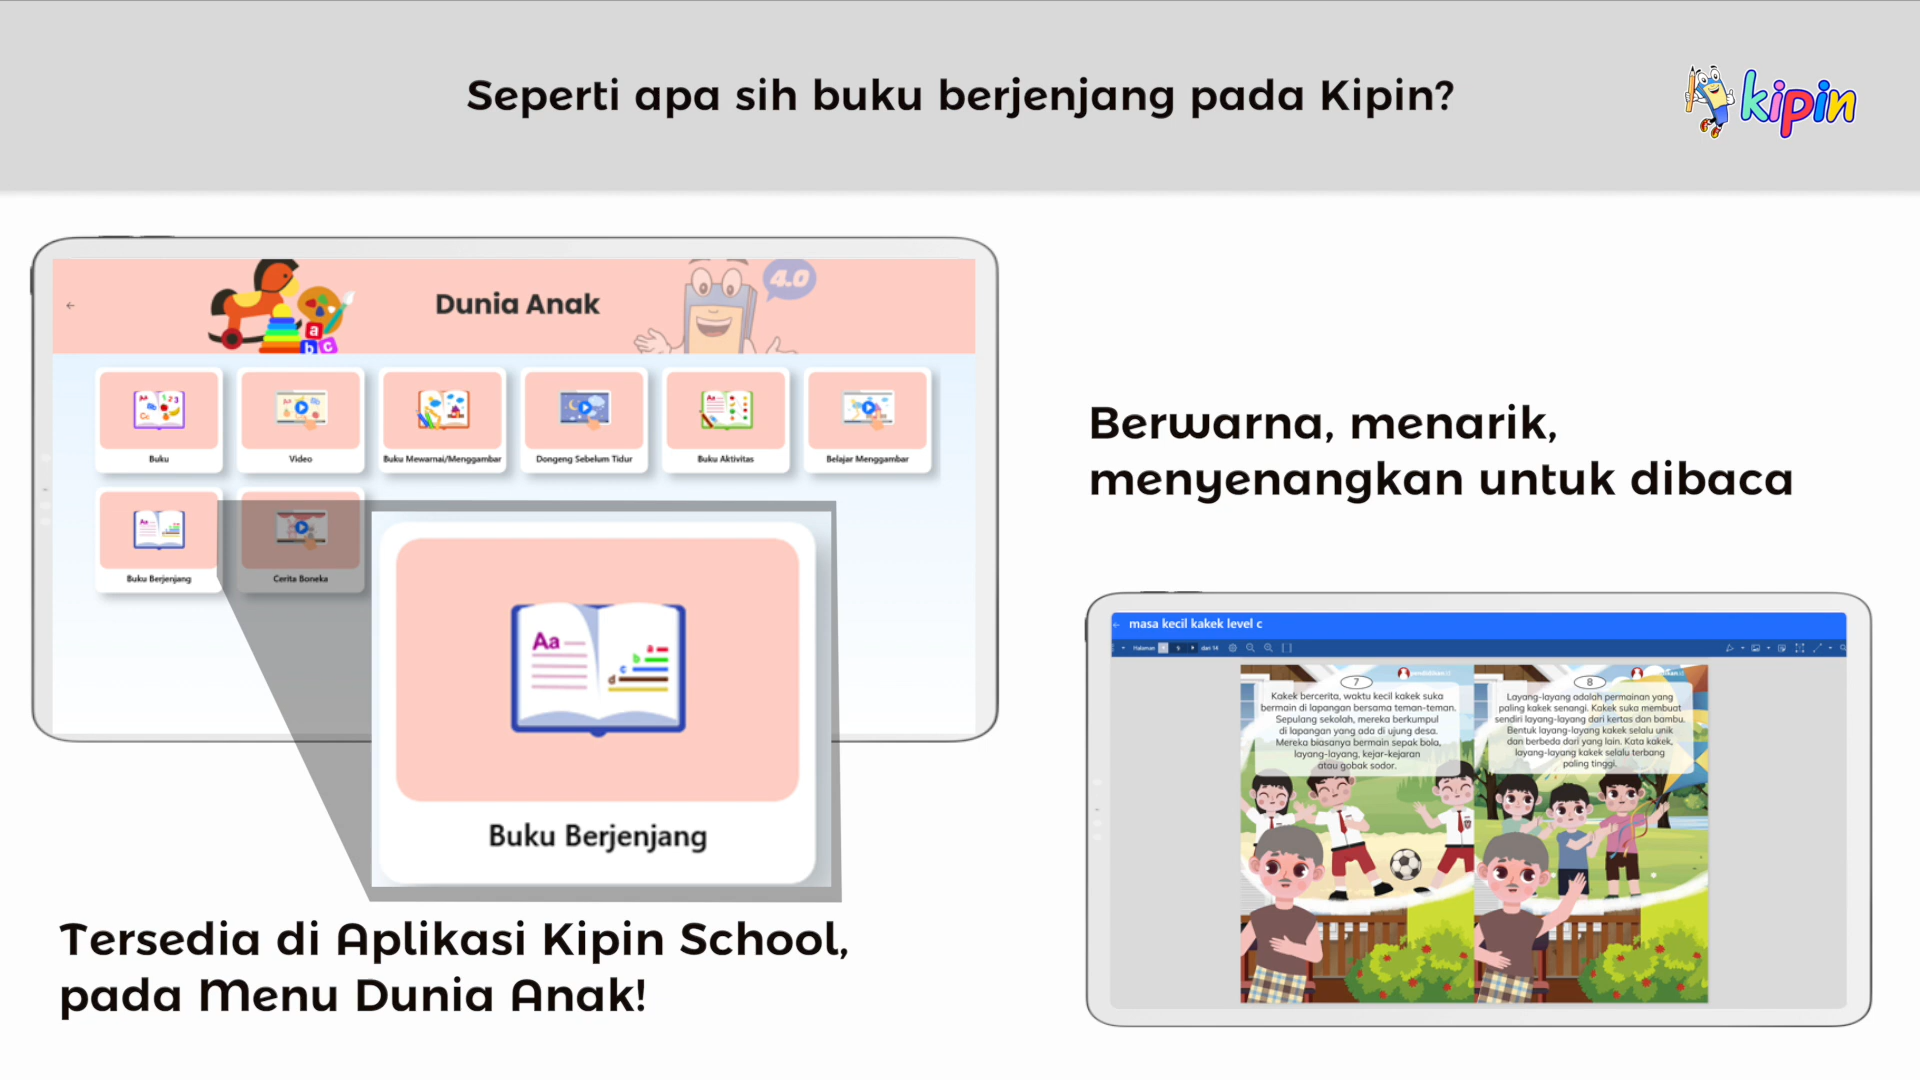 Seperti apa sih buku berjenjang pada Kipin?
kipin
Dunia Anak
4.0
a
b
c
Buku
Video
Buku Mewarnai/Menggambar
Dongeng Sebelum Tidur
Buku Aktivitas
Belajar Menggambar
Buku Berjenjang
Cerita Boneka
Aa
a
b
c
d
Buku Berjenjang
Tersedia di Aplikasi Kipin School,
pada Menu Dunia Anak!
Berwarna, menarik,
menyenangkan untuk dibaca
masa kecil kakek level c
Halaman 9 dari 14
7
Kakek bercerita, waktu kecil kakek suka
bermain di lapangan bersama teman-teman.
Sepulang sekolah, mereka berkumpul
di lapangan yang ada di ujung desa.
Mereka biasanya bermain sepak bola,
layang-layang, kejar-kejaran
atau gobak sodor.
8
Layang-layang adalah permainan yang
paling kakek senangi. Kakek suka membuat
sendiri layang-layang dari kertas dan bambu.
Bentuk layang-layang kakek selalu unik
dan berbeda dari yang lain. Kata kakek,
layang-layang kakek selalu terbang
paling tinggi.